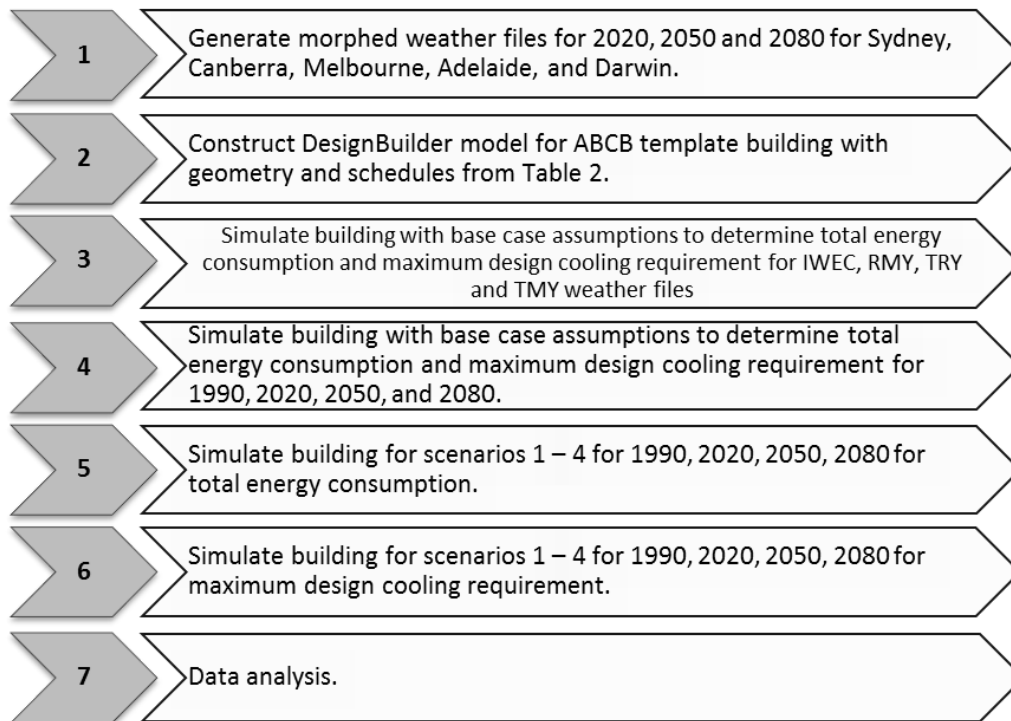 1
Generate morphed weather files for 2020, 2050 and 2080 for Sydney,
Canberra, Melbourne, Adelaide, and Darwin.
2
Construct DesignBuilder model for ABCB template building with
geometry and schedules from Table 2.
3
Simulate building with base case assumptions to determine total energy
consumption and maximum design cooling requirement for IWEC, RMY, TRY
and TMY weather files
4
Simulate building with base case assumptions to determine total
energy consumption and maximum design cooling requirement for
1990, 2020, 2050, and 2080.
5
Simulate building for scenarios 1 – 4 for 1990, 2020, 2050, 2080 for
total energy consumption.
6
Simulate building for scenarios 1 – 4 for 1990, 2020, 2050, 2080 for
maximum design cooling requirement.
7
Data analysis.